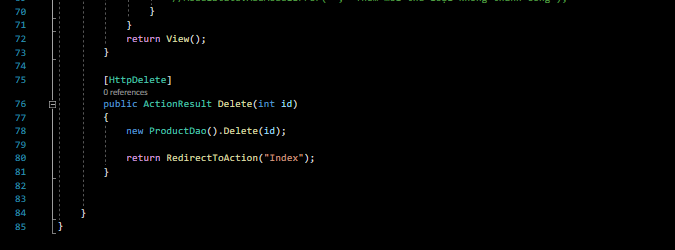 70 }
71 }
72 return View();
73 }
74
75 [HttpDelete]
0 references
76 public ActionResult Delete(int id)
77 {
78 new ProductDao().Delete(id);
79
80 return RedirectToAction("Index");
81 }
82
83
84 }
85 }